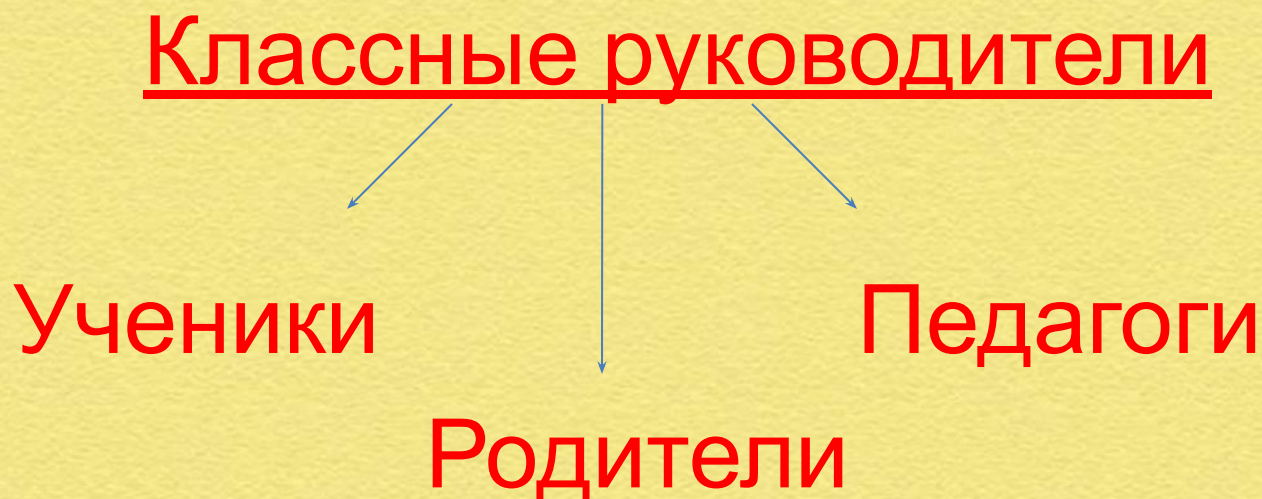 Классные руководители
Ученики
Педагоги
Родители